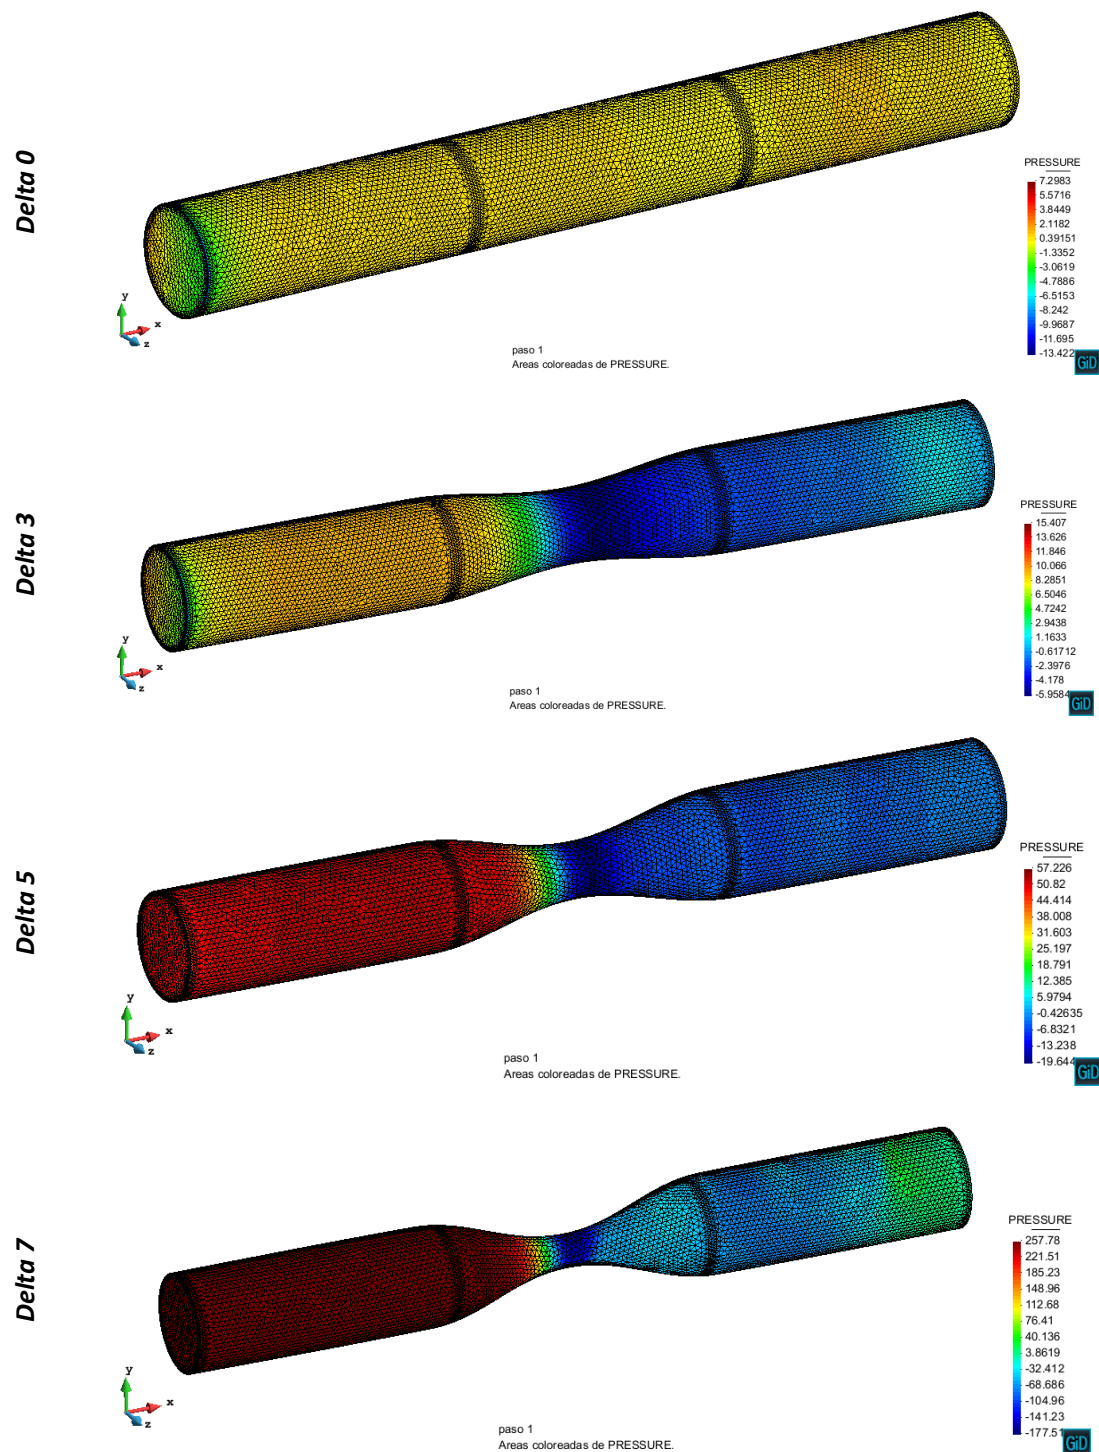 Delta 0
PRESSURE
7.2983
5.5716
3.8449
2.1182
0.39151
-1.3352
-3.0619
-4.7886
-6.5153
-8.242
-9.9687
-11.695
-13.422
y
x
z
paso 1
Areas coloreadas de PRESSURE.
GiD
Delta 3
PRESSURE
15.407
13.626
11.846
10.066
8.2851
6.5046
4.7242
2.9438
1.1633
-0.61712
-2.3976
-4.178
-5.9584
y
x
z
paso 1
Areas coloreadas de PRESSURE.
GiD
Delta 5
PRESSURE
57.226
50.82
44.414
38.008
31.603
25.197
18.791
12.385
5.9794
-0.42635
-6.8321
-13.238
-19.644
y
x
z
paso 1
Areas coloreadas de PRESSURE.
GiD
Delta 7
PRESSURE
257.78
221.51
185.23
148.96
112.68
76.41
40.136
3.8619
-32.412
-68.686
-104.96
-141.23
-177.51
y
x
z
paso 1
Areas coloreadas de PRESSURE.
GiD